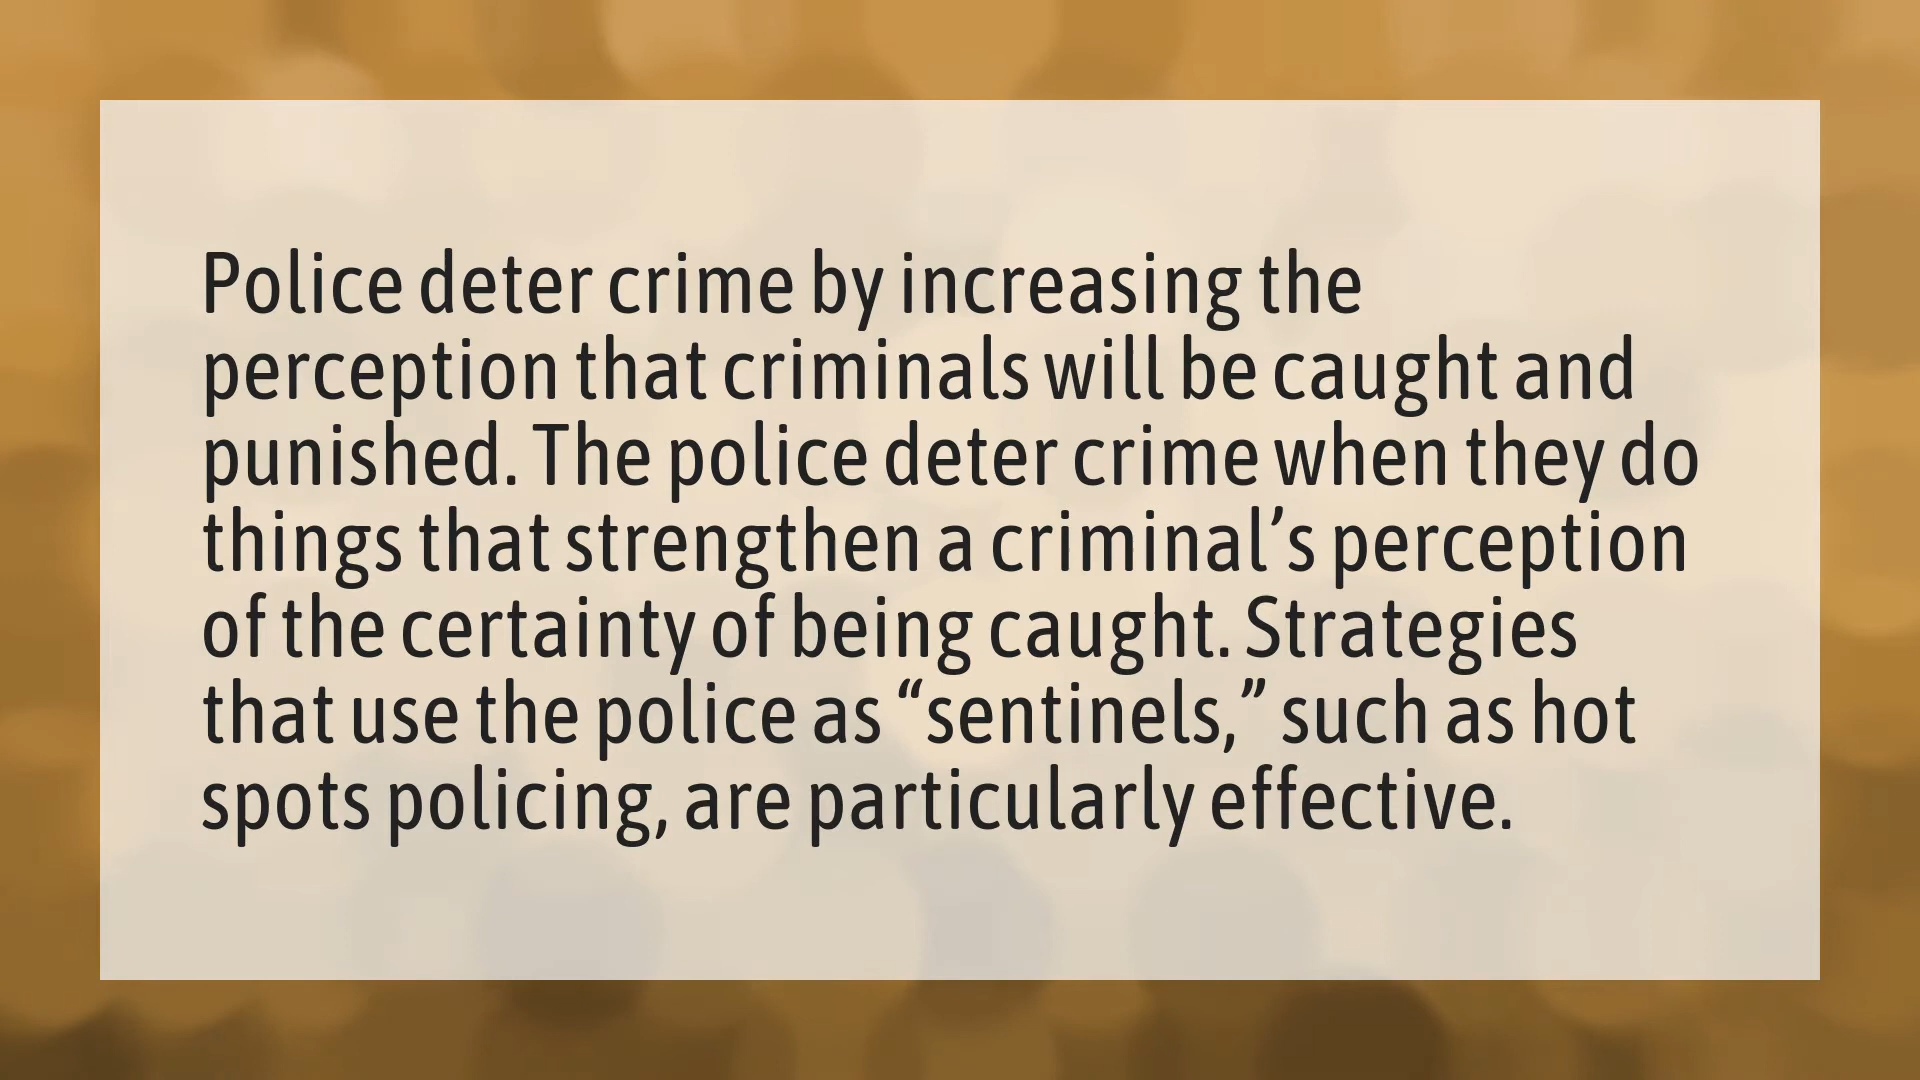 Police deter crime by increasing the
perception that criminals will be caught and
punished. The police deter crime when they do
things that strengthen a criminal’s perception
of the certainty of being caught. Strategies
that use the police as “sentinels,” such as hot
spots policing, are particularly effective.